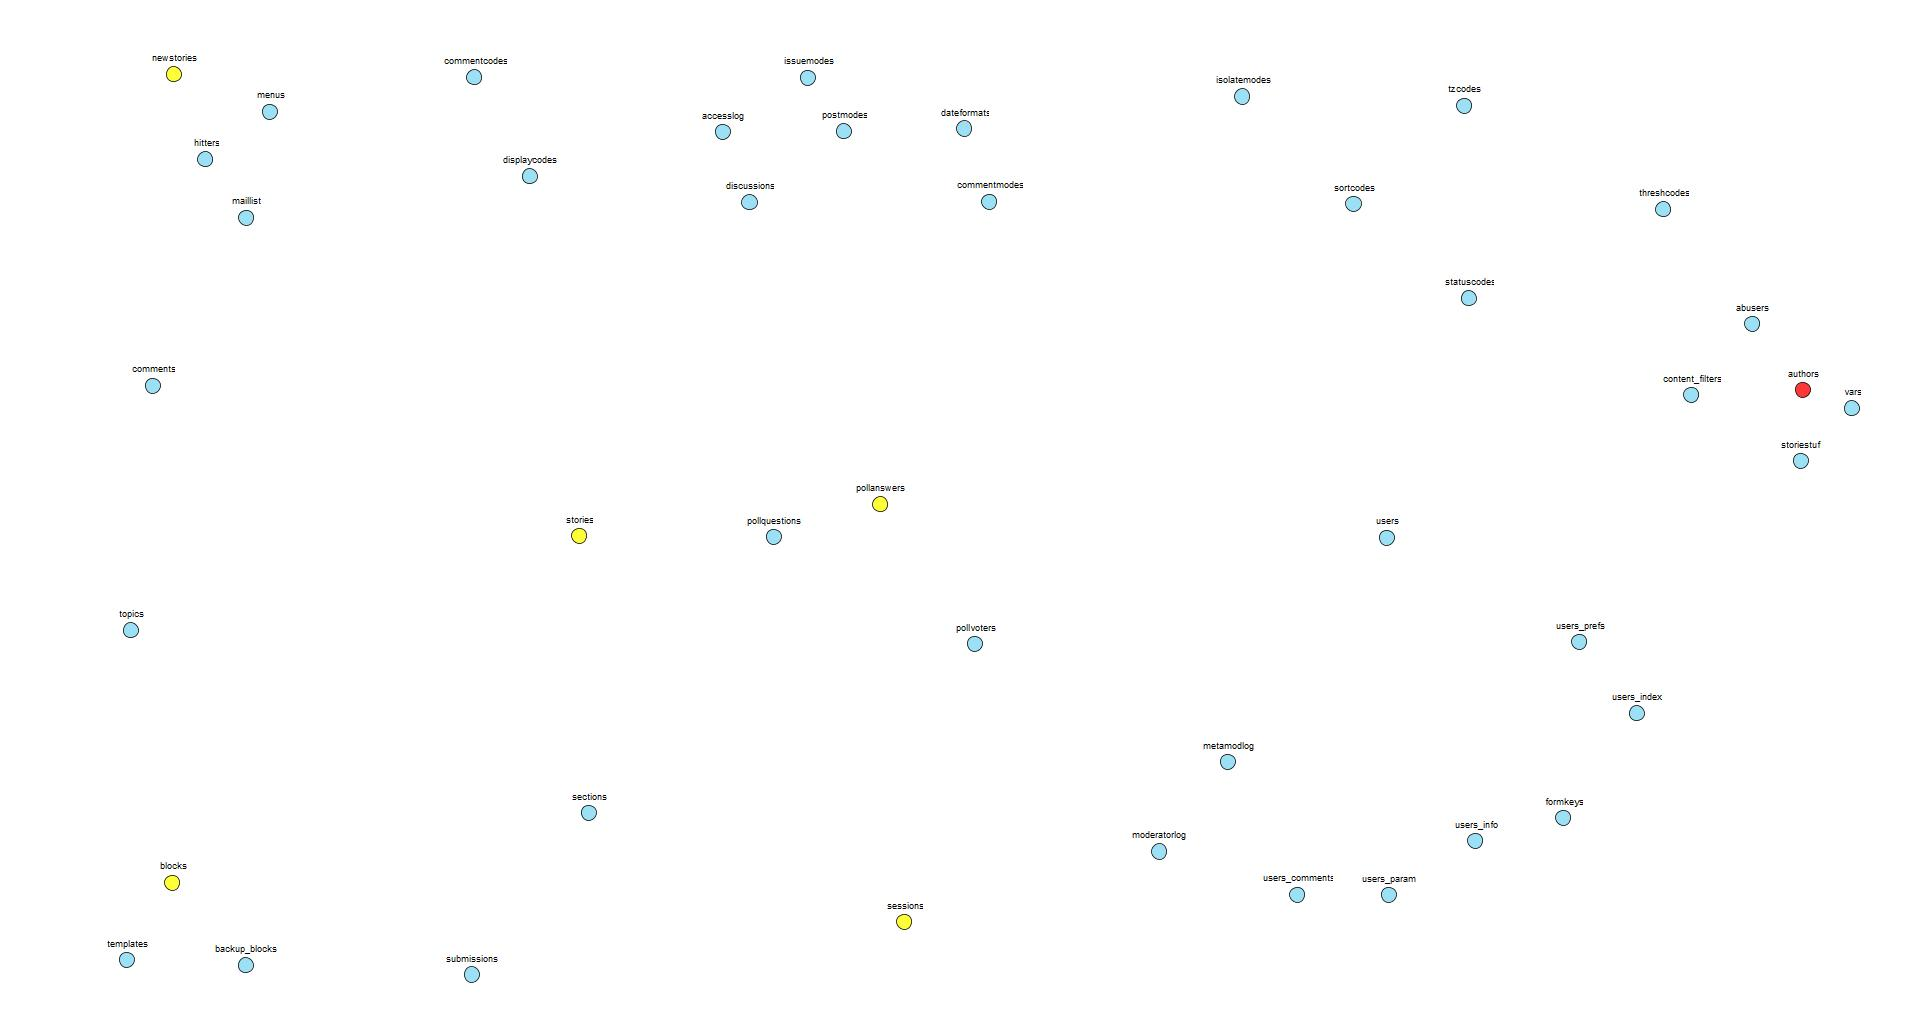 newstories
commentcodes
issuemodes
isolatemodes
tzcodes
menus
accesslog
postmodes
dateformats
hitters
displaycodes
discussions
commentmodes
sortcodes
threshcodes
maillist
statuscodes
abusers
comments
content_filters
authors
vars
storiestuf
pollanswers
stories
pollquestions
users
topics
pollvoters
users_prefs
users_index
metamodlog
sections
formkeys
users_info
moderatorlog
blocks
users_comments
users_param
sessions
templates
backup_blocks
submissions